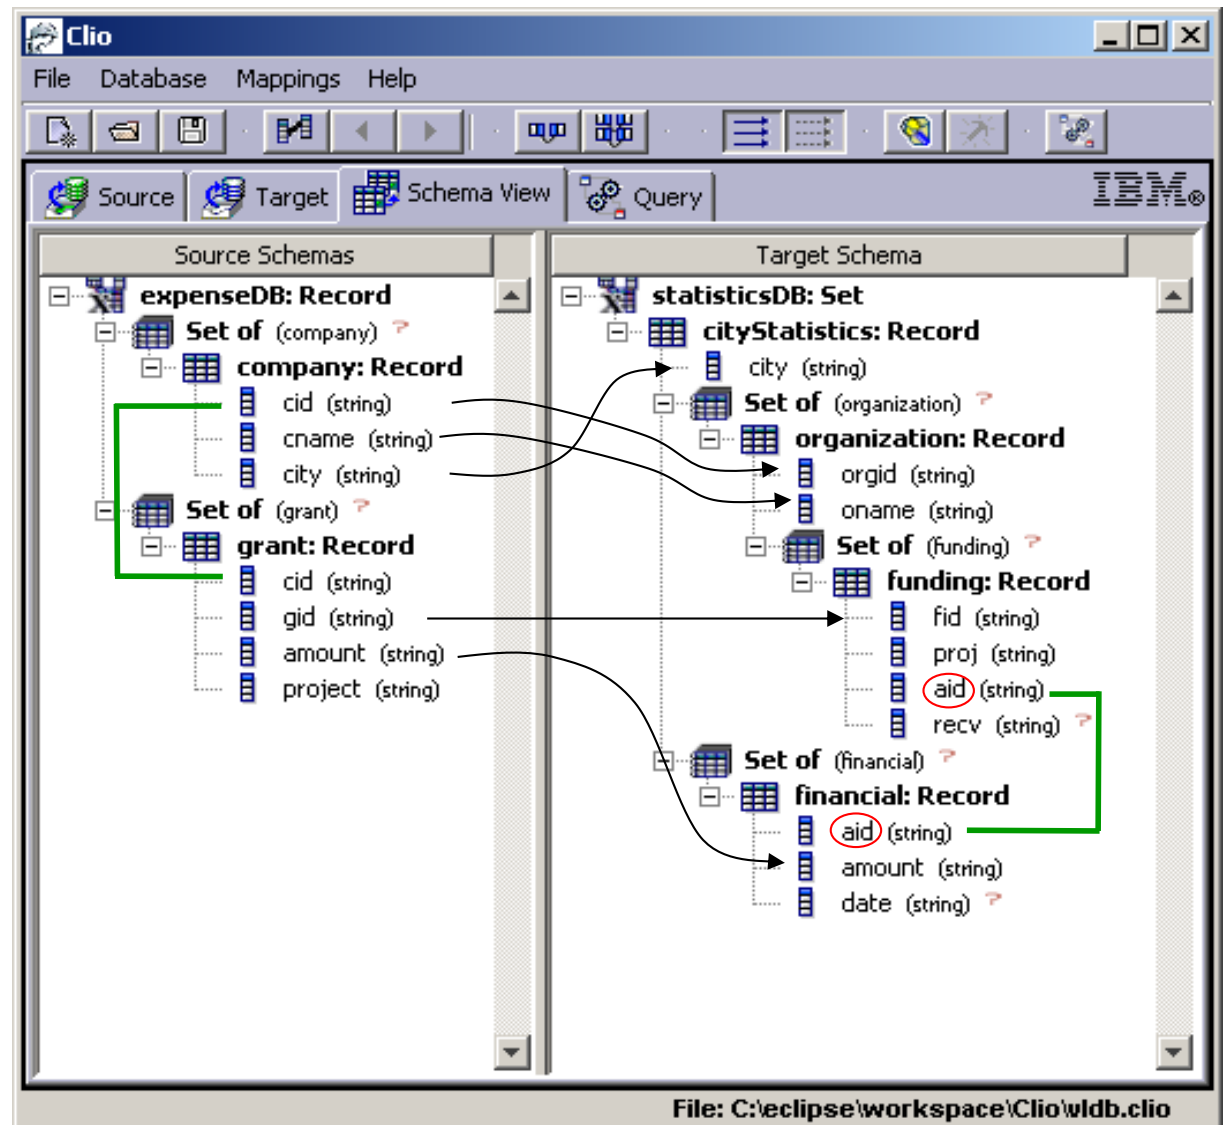 Clio
File Database Mappings Help
Source Target Schema View Query IBM®
Source Schemas
expenseDB: Record
Set of (company) ?
company: Record
cid (string)
cname (string)
city (string)
Set of (grant) ?
grant: Record
cid (string)
gid (string)
amount (string)
project (string)
Target Schema
statisticsDB: Set
cityStatistics: Record
city (string)
Set of (organization) ?
organization: Record
orgid (string)
oname (string)
Set of (funding) ?
funding: Record
fid (string)
proj (string)
aid (string)
recv (string) ?
Set of (financial) ?
financial: Record
aid (string)
amount (string)
date (string) ?
File: C:\eclipse\workspace\Clio\vldb.clio